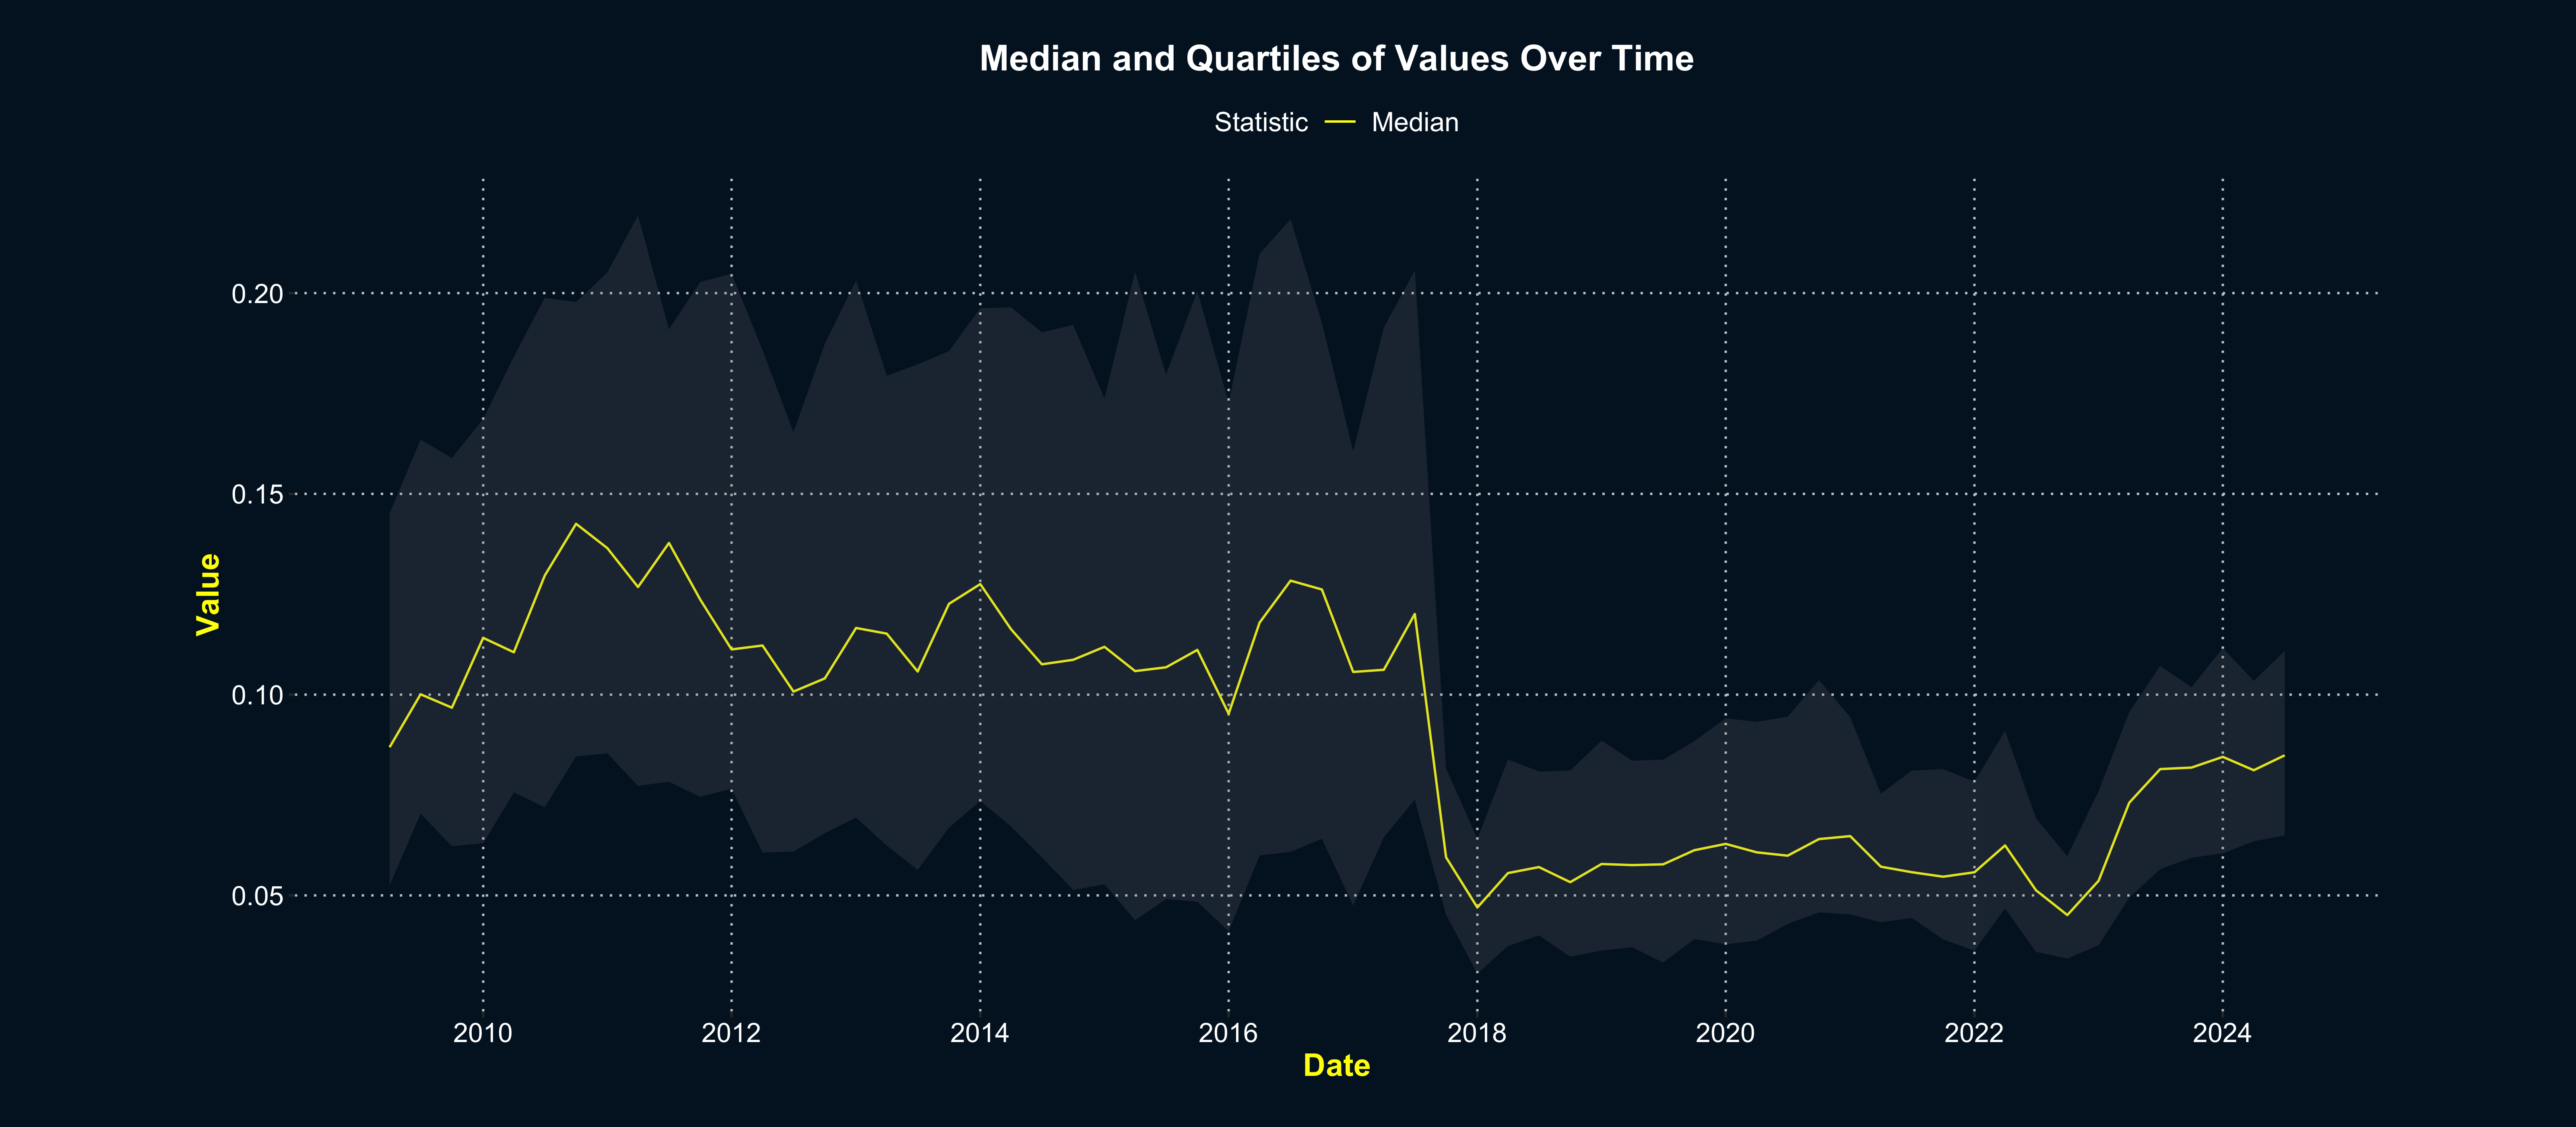 Median and Quartiles of Values Over Time
Statistic Median
0.20
0.15
0.10
0.05
Value
2010 2012 2014 2016 2018 2020 2022 2024
Date